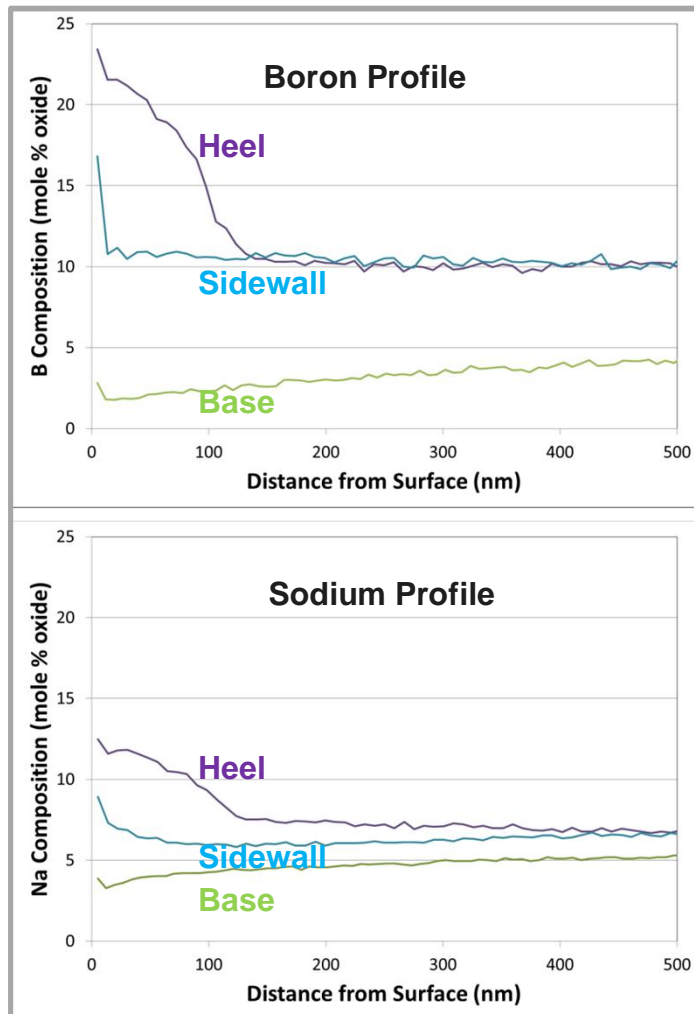 Boron Profile
B Composition (mole % oxide)
25
20
15
10
5
0
Heel
Sidewall
Base
0 100 200 300 400 500
Distance from Surface (nm)
Sodium Profile
Na Composition (mole % oxide)
25
20
15
10
5
0
Heel
Sidewall
Base
0 100 200 300 400 500
Distance from Surface (nm)